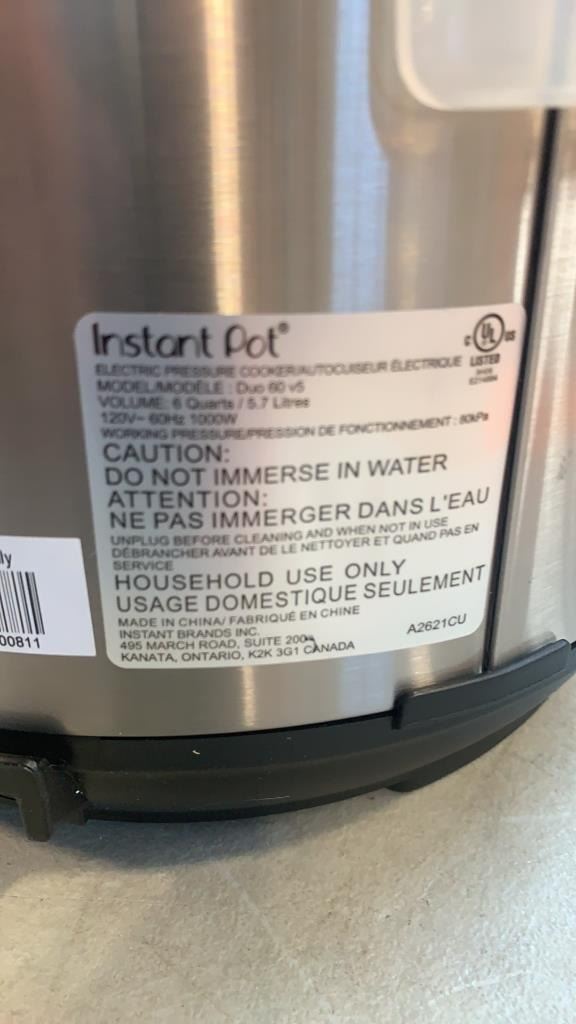 Instant Pot®
C UL US
LISTED
ELECTRIC PRESSURE COOKER/AUTOCUISEUR ÉLECTRIQUE
MODEL/MODÈLE : Duo 60 v5
VOLUME: 6 Quarts / 5.7 Litres
120V~ 60Hz 1000W
WORKING PRESSURE/PRESSION DE FONCTIONNEMENT : 80kPa
CAUTION:
DO NOT IMMERSE IN WATER
ATTENTION:
NE PAS IMMERGER DANS L'EAU
UNPLUG BEFORE CLEANING AND WHEN NOT IN USE
DÉBRANCHER AVANT DE LE NETTOYER ET QUAND PAS EN
SERVICE
HOUSEHOLD USE ONLY
USAGE DOMESTIQUE SEULEMENT
MADE IN CHINA/ FABRIQUÉ EN CHINE
INSTANT BRANDS INC.
495 MARCH ROAD, SUITE 200
KANATA, ONTARIO, K2K 3G1 CANADA
A2621CU
ly
00811